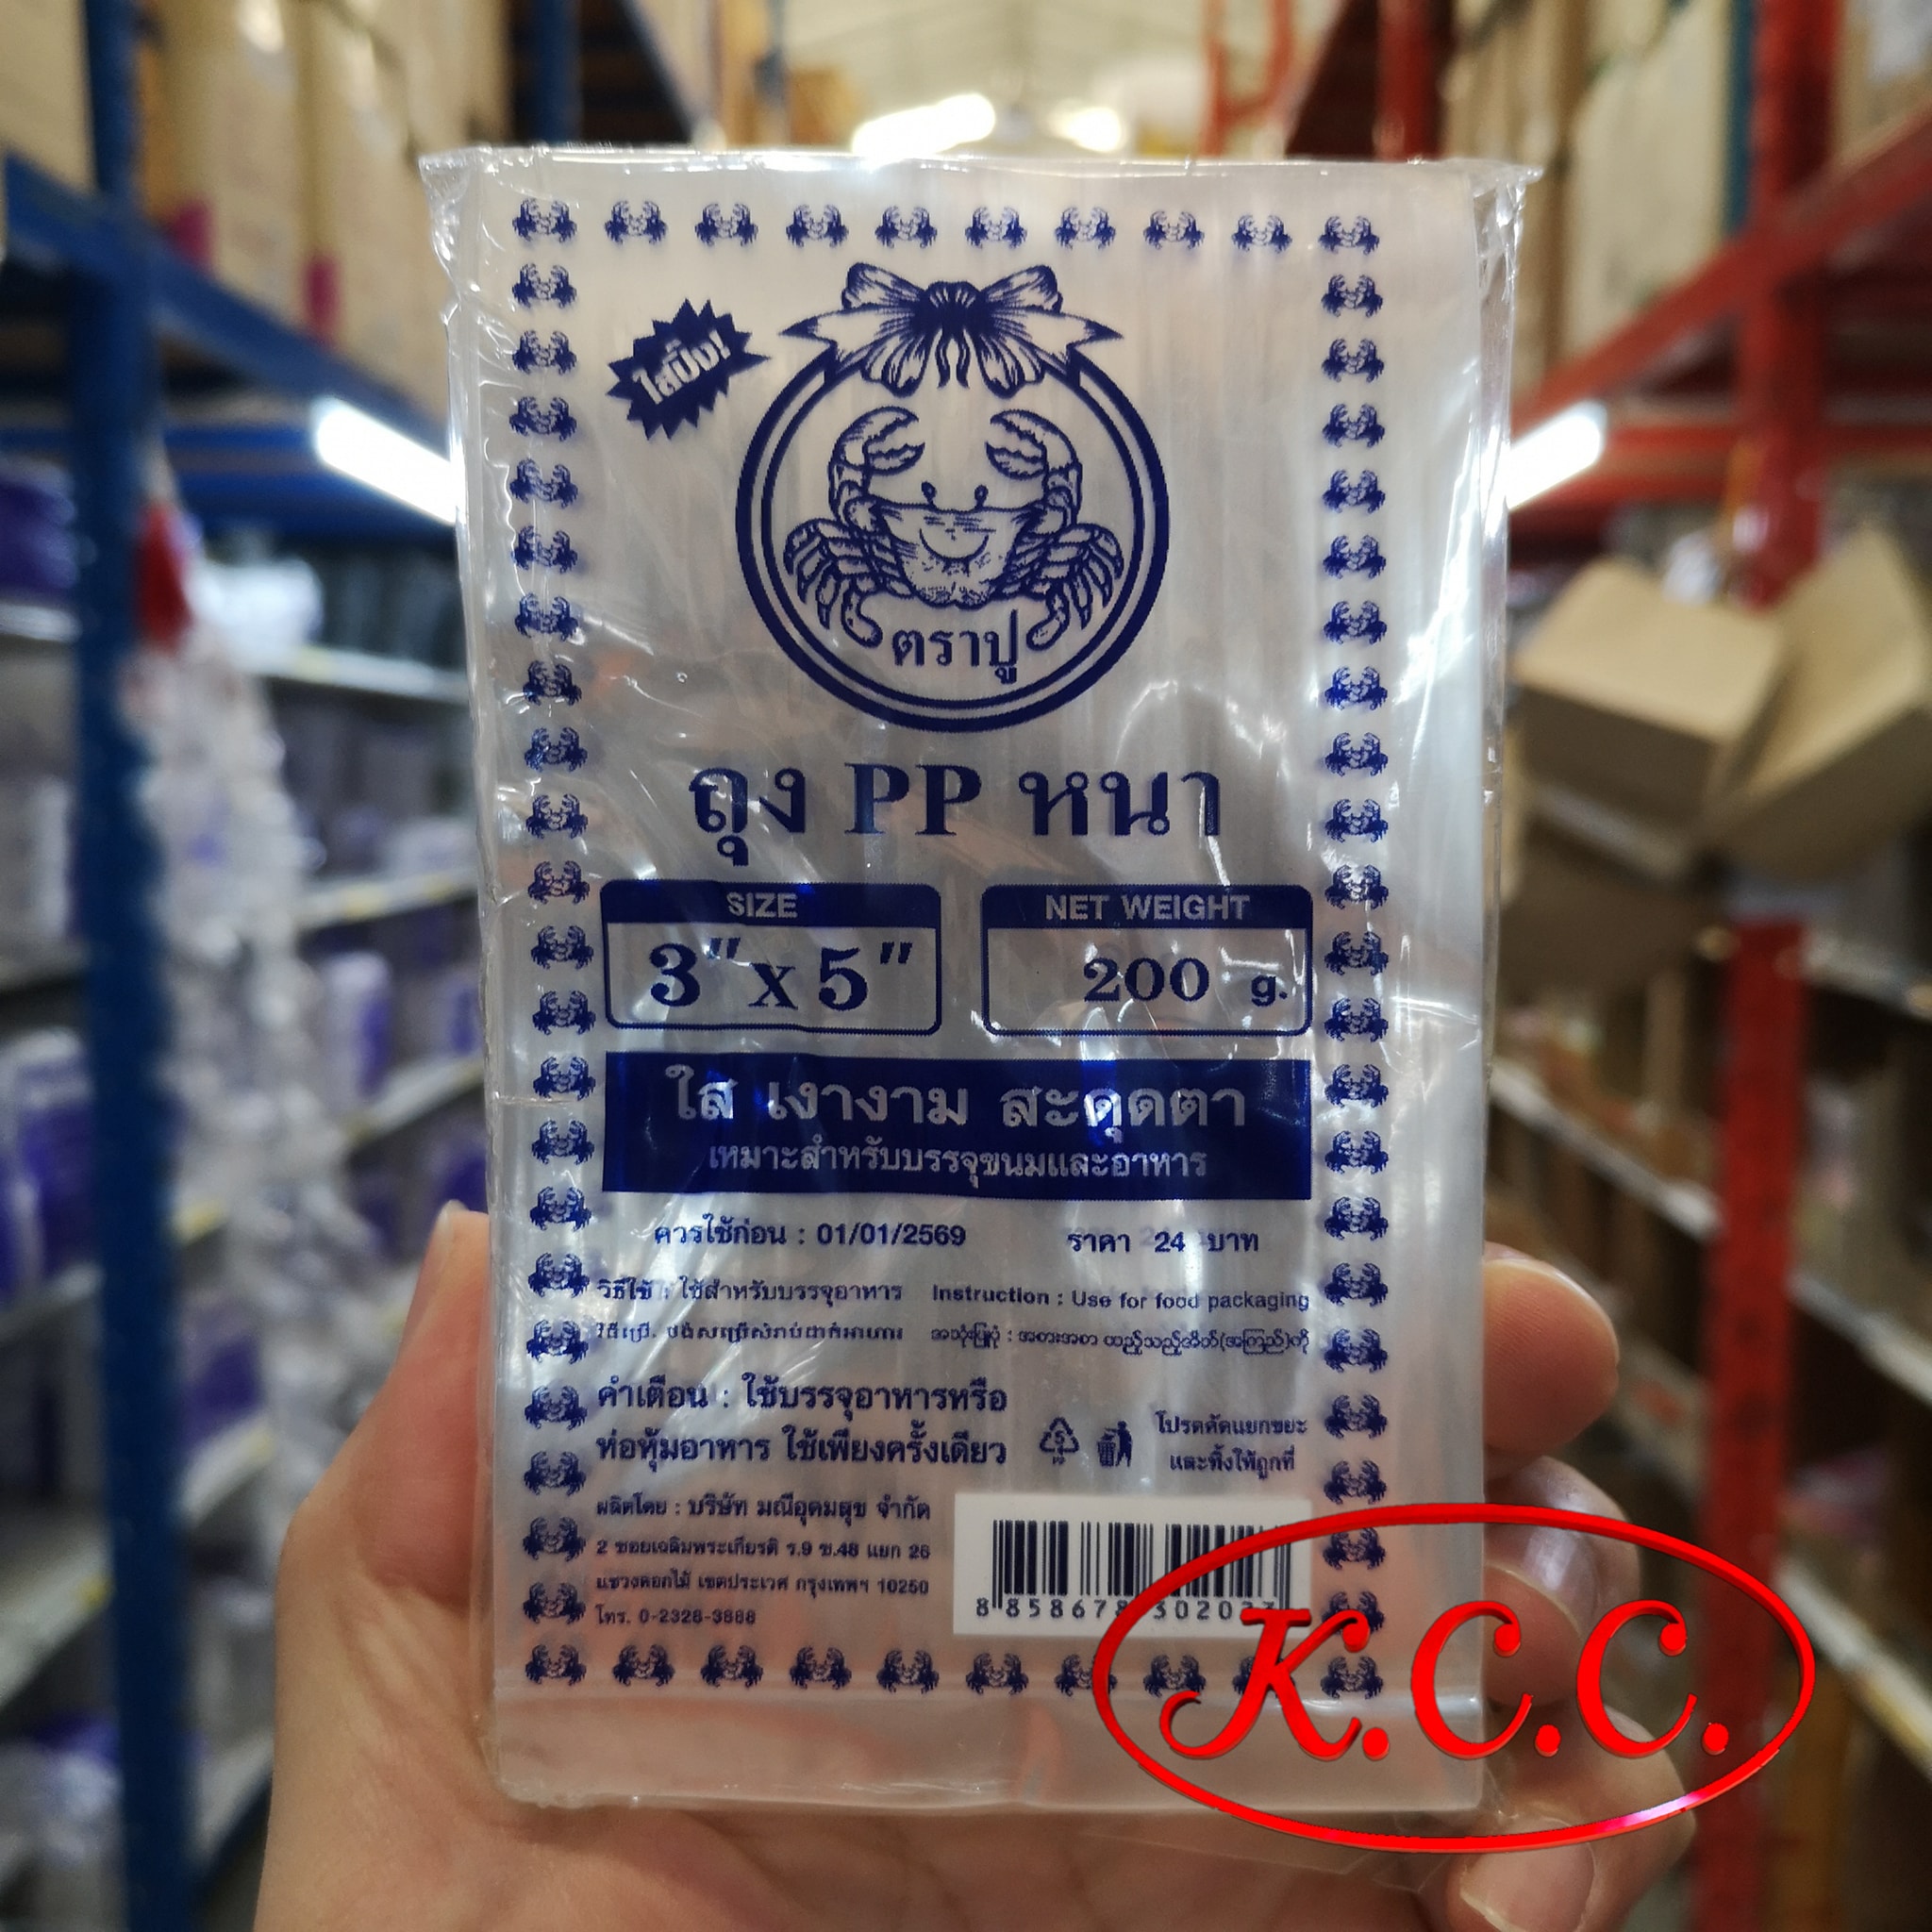 ใสปิ๊ง!
ตราปู
ถุง PP หนา
SIZE
3" x 5"
NET WEIGHT
200 g.
ใส เงางาม สะดุดตา
เหมาะสำหรับบรรจุขนมและอาหาร
ควรใช้ก่อน : 01/01/2569 ราคา 24 บาท
วิธีใช้ : ใช้สำหรับบรรจุอาหาร Instruction : Use for food packaging
คำเตือน : ใช้บรรจุอาหารหรือ
ห่อหุ้มอาหาร ใช้เพียงครั้งเดียว
5
PP
โปรดคัดแยกขยะ
และทิ้งให้ถูกที่
ผลิตโดย : บริษัท มณีอุดมสุข จำกัด
2 ซอยเฉลิมพระเกียรติ ร.9 ซ.48 แยก 26
แขวงดอกไม้ เขตประเวศ กรุงเทพฯ 10250
โทร. 0-2328-3888
8 858678
K.C.C.